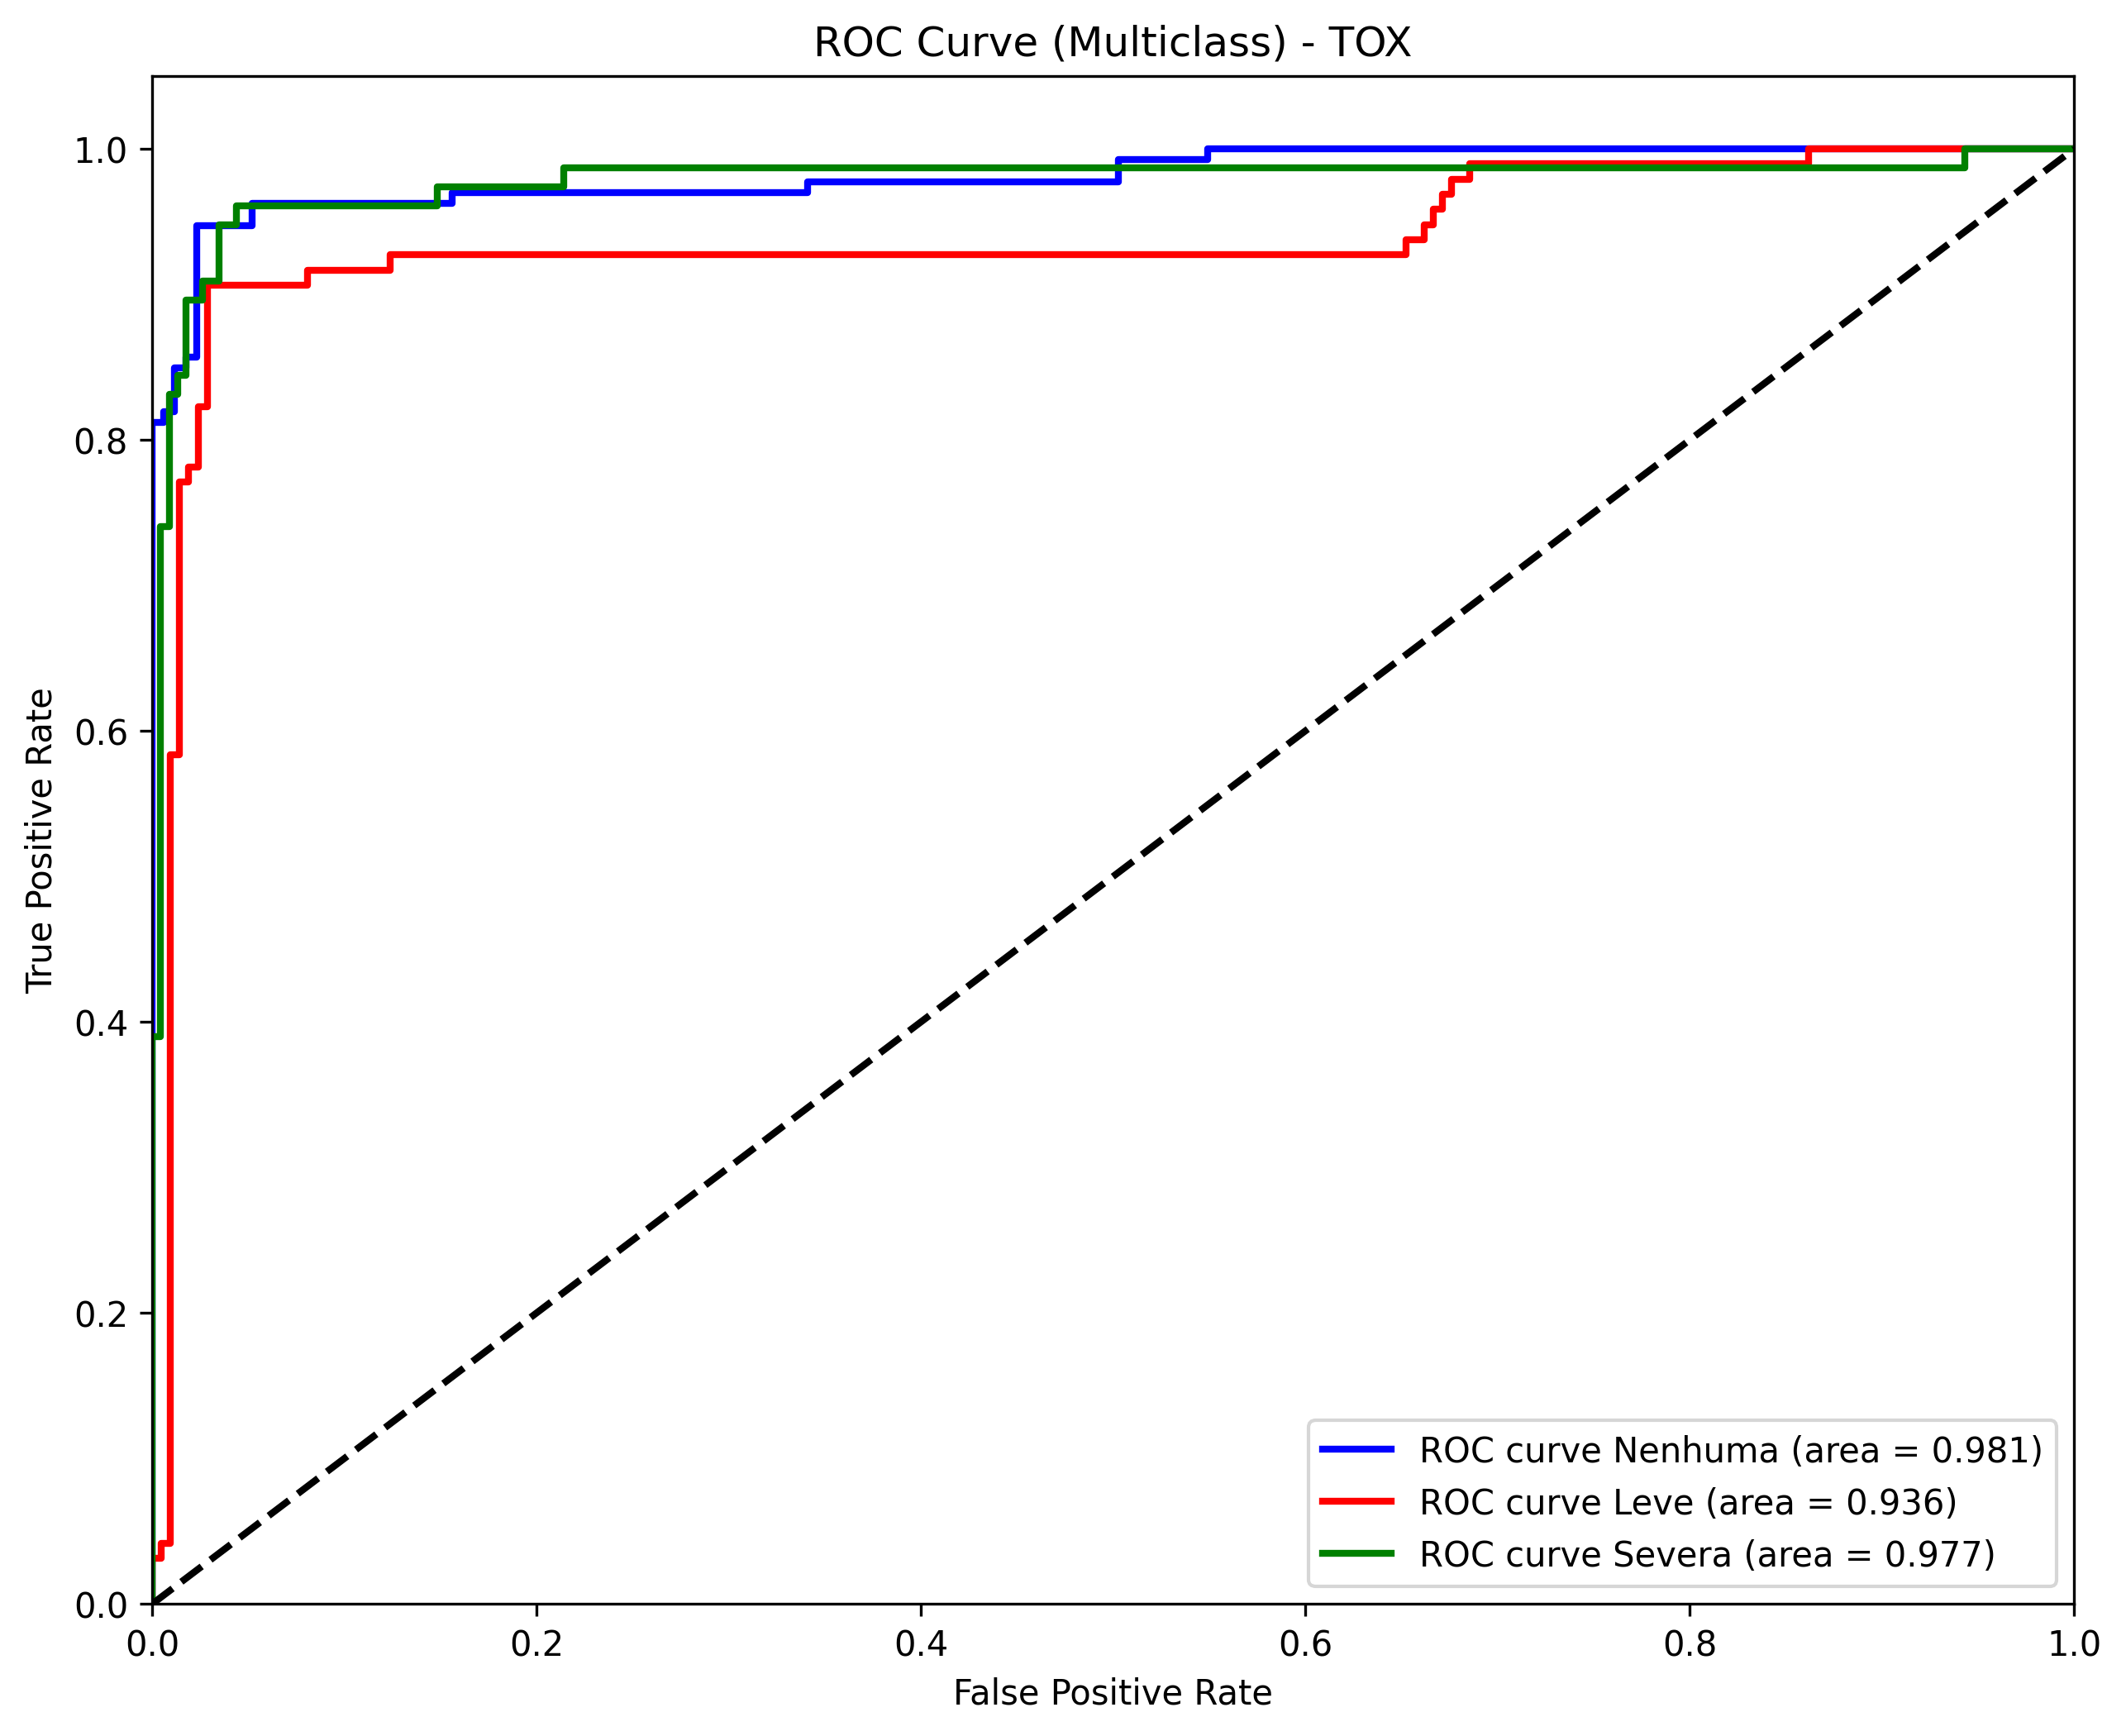 ROC Curve (Multiclass) - TOX
1.0
0.8
0.6
0.4
0.2
0.0
True Positive Rate
0.0 0.2 0.4 0.6 0.8 1.0
False Positive Rate
ROC curve Nenhuma (area = 0.981)
ROC curve Leve (area = 0.936)
ROC curve Severa (area = 0.977)